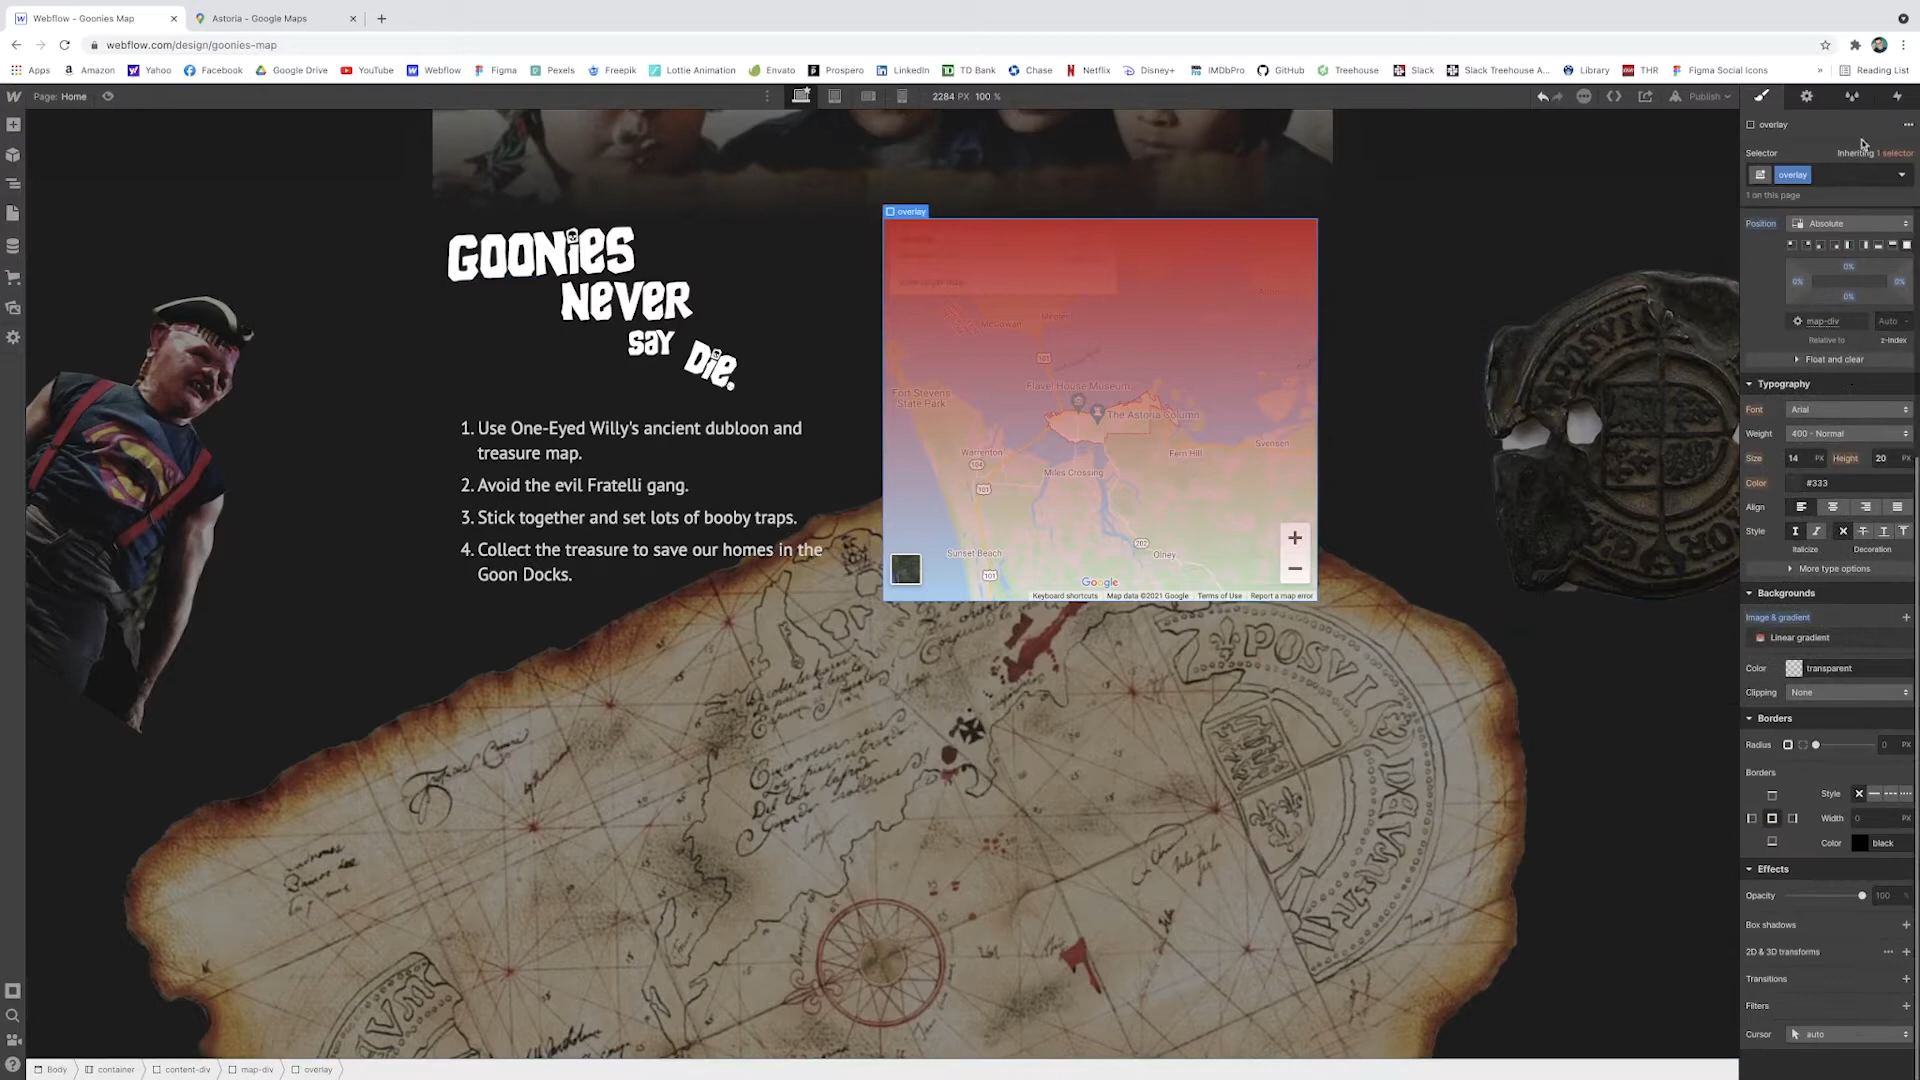 Webflow - Goonies Map
Astoria - Google Maps
webflow.com/design/goonies-map
Apps Amazon Yahoo Facebook Google Drive YouTube Webflow Figma Pexels Freepik Lottie Animation Envato Prospero LinkedIn TD Bank Chase Netflix Disney+ IMDbPro GitHub Treehouse Slack Slack Treehouse A... Library THR Figma Social Icons » Reading List
Page: Home
2284 PX 100 %
Publish
overlay
Selector
Inheriting 1 selector
overlay
1 on this page
Position
Absolute
0%
0%
0%
0%
map-div
Auto
Relative to
z-Index
Float and clear
Typography
Font Arial
Weight 400 - Normal
Size 14 PX Height 20 PX
Color #333
Align
Style
Italicize
Decoration
More type options
Backgrounds
Image & gradient
Linear gradient
Color transparent
Clipping None
Borders
Radius 0 PX
Borders
Style
Width 0 PX
Color black
Effects
Opacity 100 %
Box shadows
2D & 3D transforms
Transitions
Filters
Cursor auto
GOONiES
NEVER
SAY
DiE.
1. Use One-Eyed Willy's ancient dubloon and
treasure map.
2. Avoid the evil Fratelli gang.
3. Stick together and set lots of booby traps.
4. Collect the treasure to save our homes in the
Goon Docks.
overlay
View larger map
McGowan
Megler
101
Flavel House Museum
Fort Stevens
State Park
The Astoria Column
Svensen
Warrenton
104
Fern Hill
Miles Crossing
101
202
Olney
Sunset Beach
101
Google
Keyboard shortcuts Map data ©2021 Google Terms of Use Report a map error
POSVI
Body container content-div map-div overlay